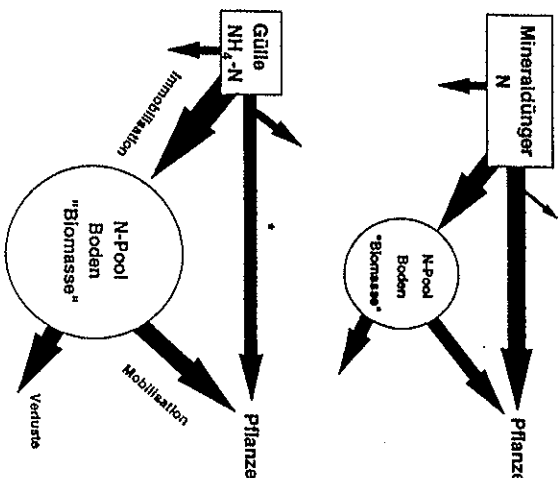 Mineraldünger
N
N-Pool
Boden
"Biomasse"
Pflanze
Gülle
NH4-N
Immobilisation
*
N-Pool
Boden
"Biomasse"
Mobilisation
Verluste
Pflanze